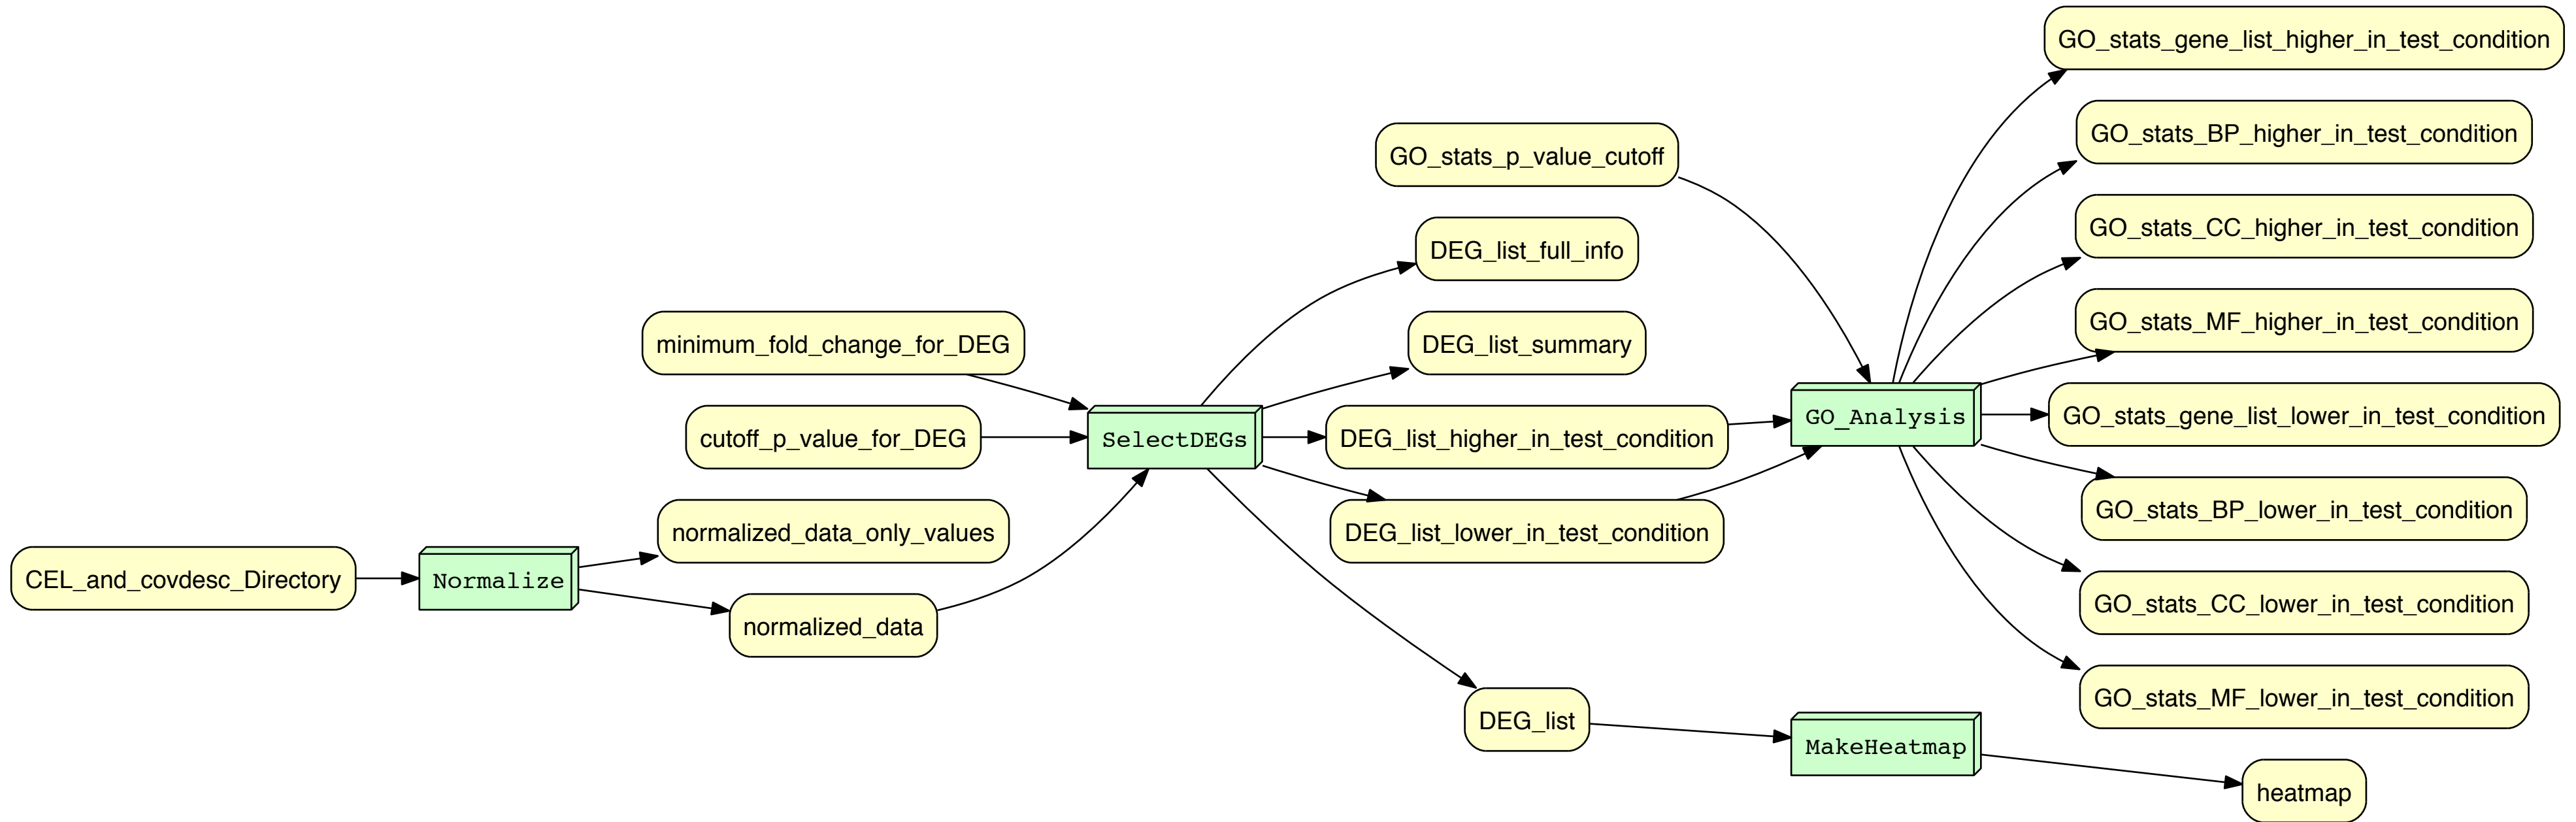 GO_stats_gene_list_higher_in_test_condition
GO_stats_BP_higher_in_test_condition
GO_stats_p_value_cutoff
GO_stats_CC_higher_in_test_condition
DEG_list_full_info
GO_stats_MF_higher_in_test_condition
minimum_fold_change_for_DEG
DEG_list_summary
GO_Analysis
GO_stats_gene_list_lower_in_test_condition
cutoff_p_value_for_DEG
SelectDEGs
DEG_list_higher_in_test_condition
GO_stats_BP_lower_in_test_condition
normalized_data_only_values
DEG_list_lower_in_test_condition
CEL_and_covdesc_Directory
Normalize
GO_stats_CC_lower_in_test_condition
normalized_data
GO_stats_MF_lower_in_test_condition
DEG_list
MakeHeatmap
heatmap